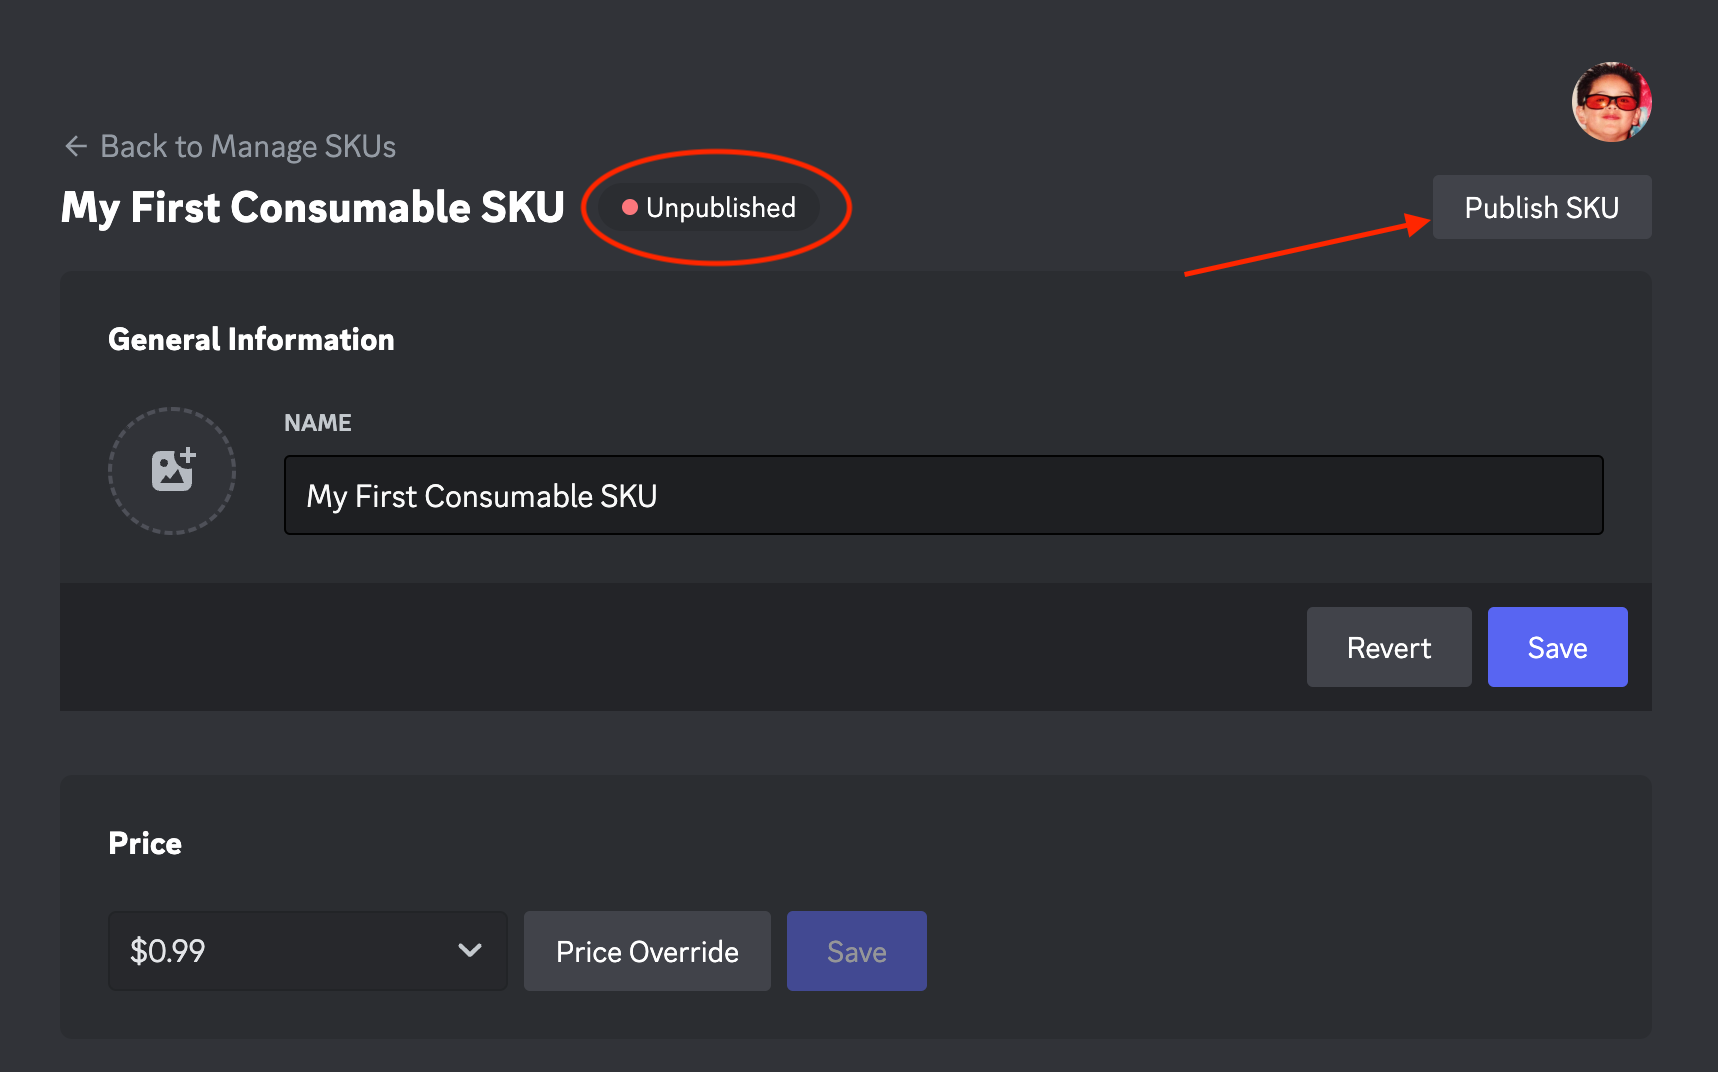 Back to Manage SKUs
My First Consumable SKU
Unpublished
Publish SKU
General Information
NAME
My First Consumable SKU
Revert
Save
Price
$0.99
Price Override
Save